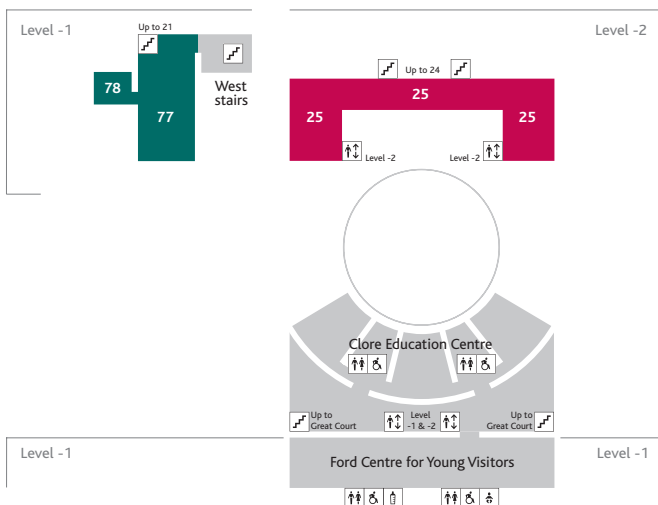 Level -1
Up to 21
Level -2
78
77
West
stairs
Up to 24
25
25
25
Level -2
Level -2
Clore Education Centre
Up to
Great Court
Level
-1 & -2
Up to
Great Court
Level -1
Ford Centre for Young Visitors
Level -1